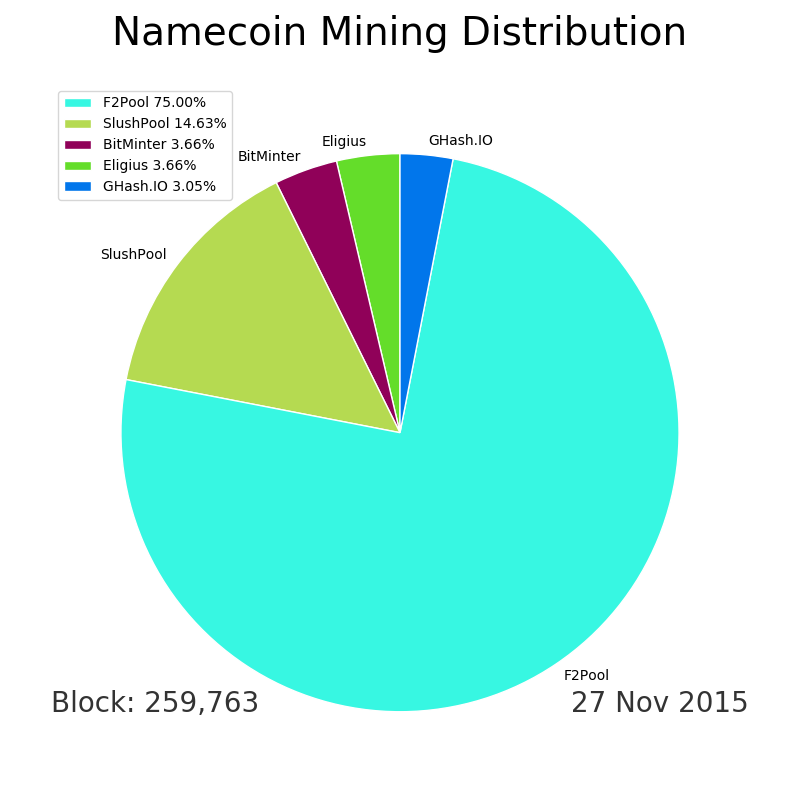 Namecoin Mining Distribution
F2Pool 75.00%
SlushPool 14.63%
BitMinter 3.66%
Eligius 3.66%
GHash.IO 3.05%
Eligius
GHash.IO
BitMinter
SlushPool
F2Pool
Block: 259,763
27 Nov 2015